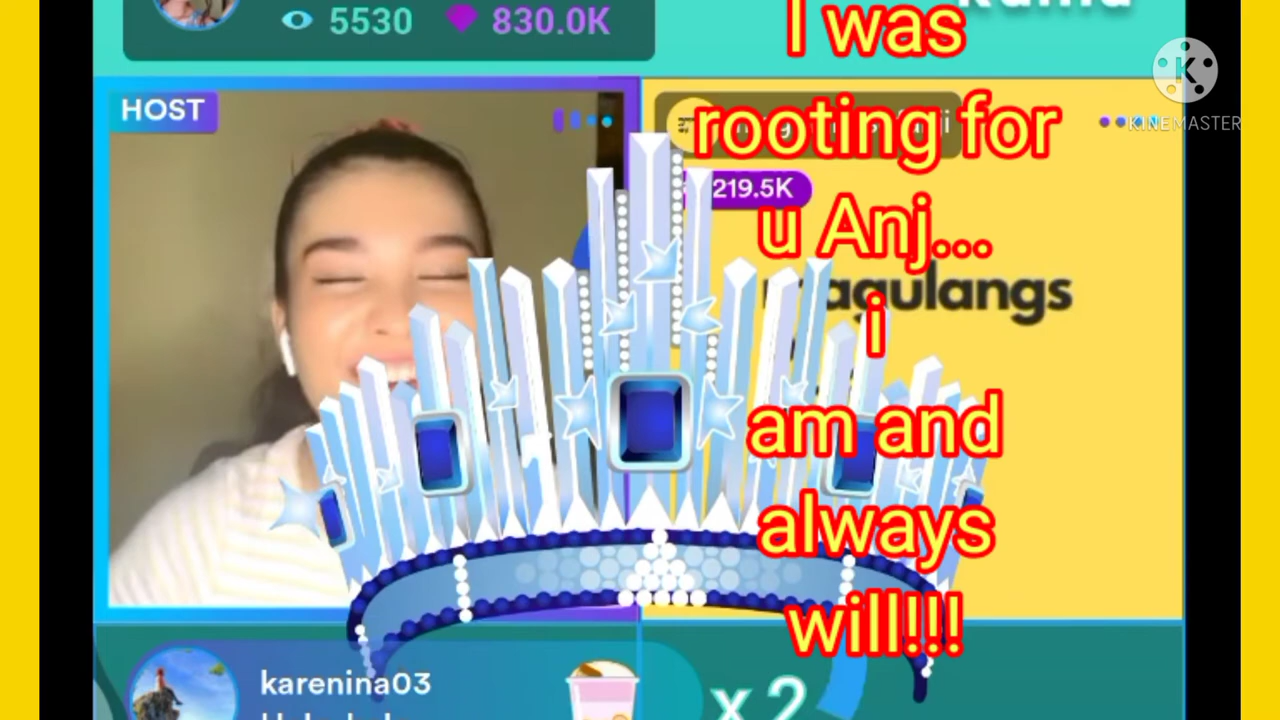 5530
830.0K
I was
HOST
rooting for
KINEMASTER
219.5K
u Anj...
agulangs
i
am and
always
will!!!
karenina03
x 2